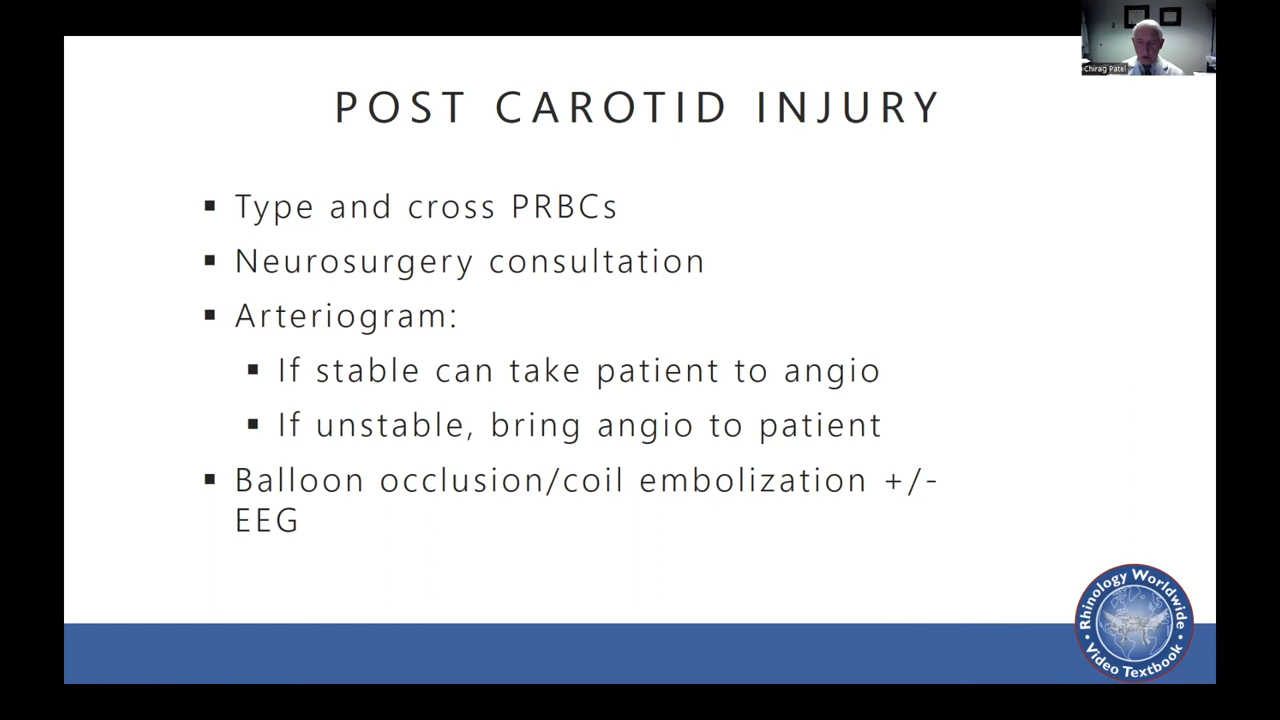 Chirag Patel
POST CAROTID INJURY
▪ Type and cross PRBCs
▪ Neurosurgery consultation
▪ Arteriogram:
▪ If stable can take patient to angio
▪ If unstable, bring angio to patient
▪ Balloon occlusion/coil embolization +/-
EEG
Rhinology Worldwide
• Video Textbook •